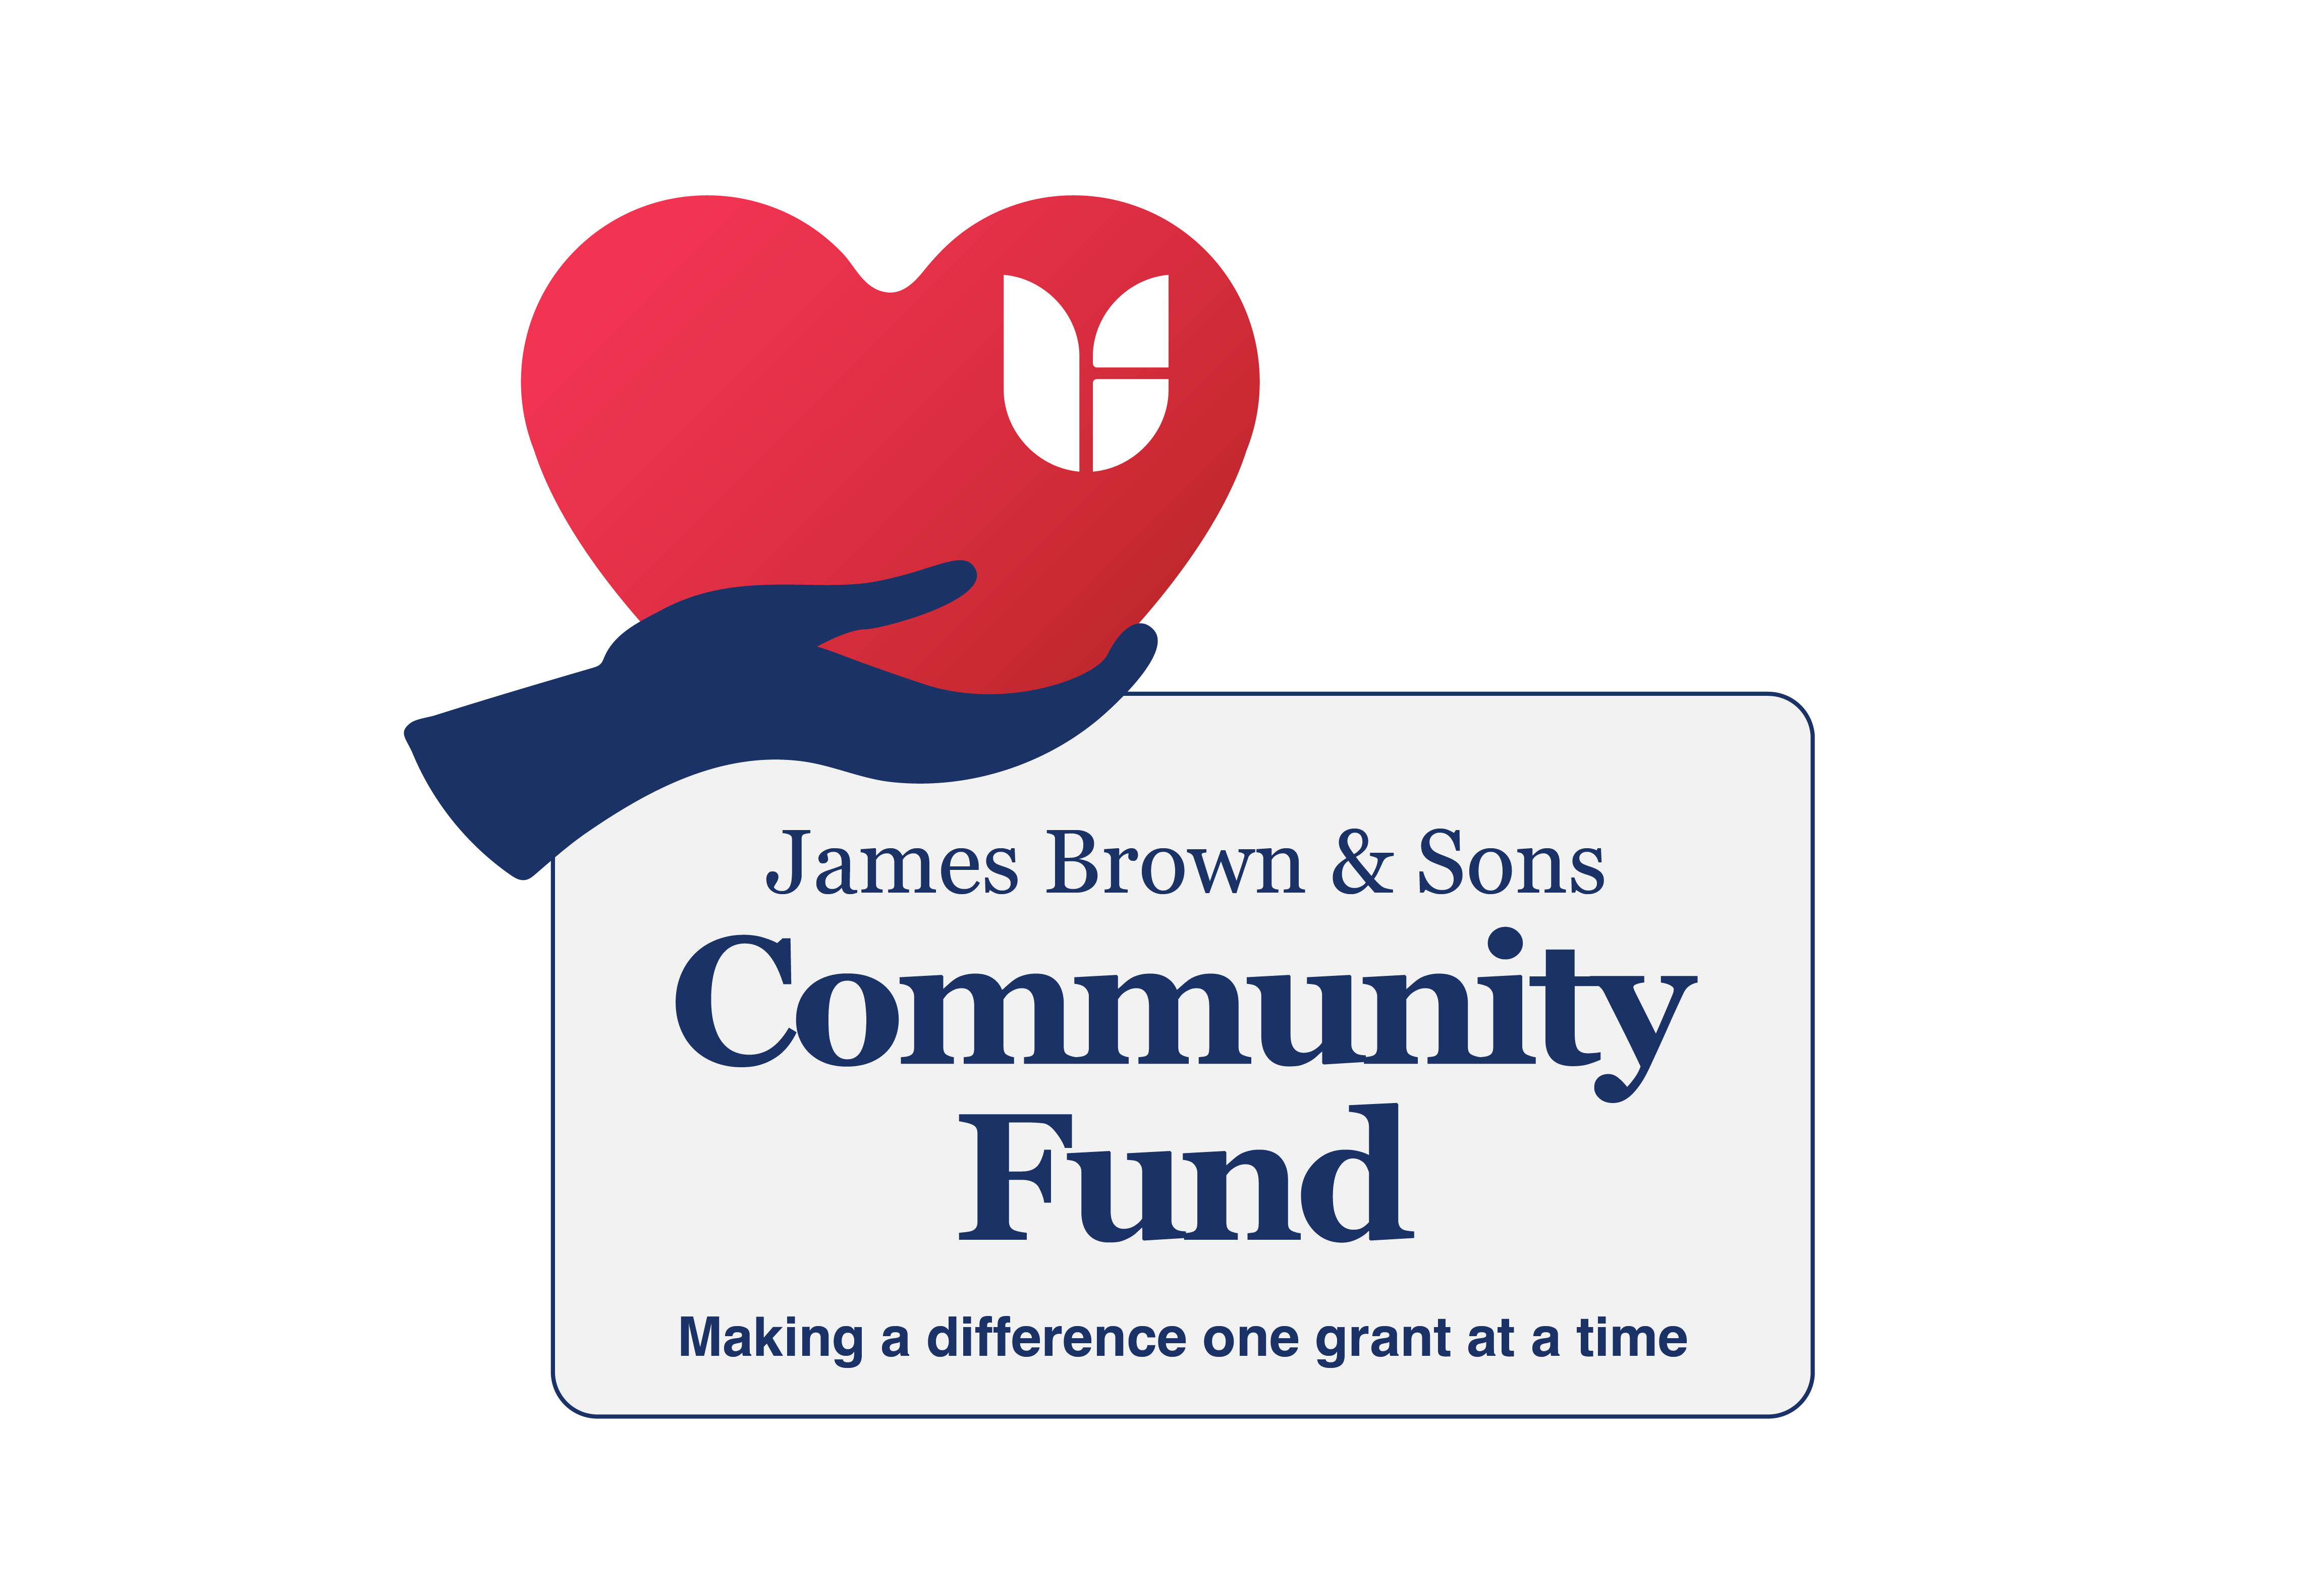 James Brown & Sons
Community
Fund
Making a difference one grant at a time